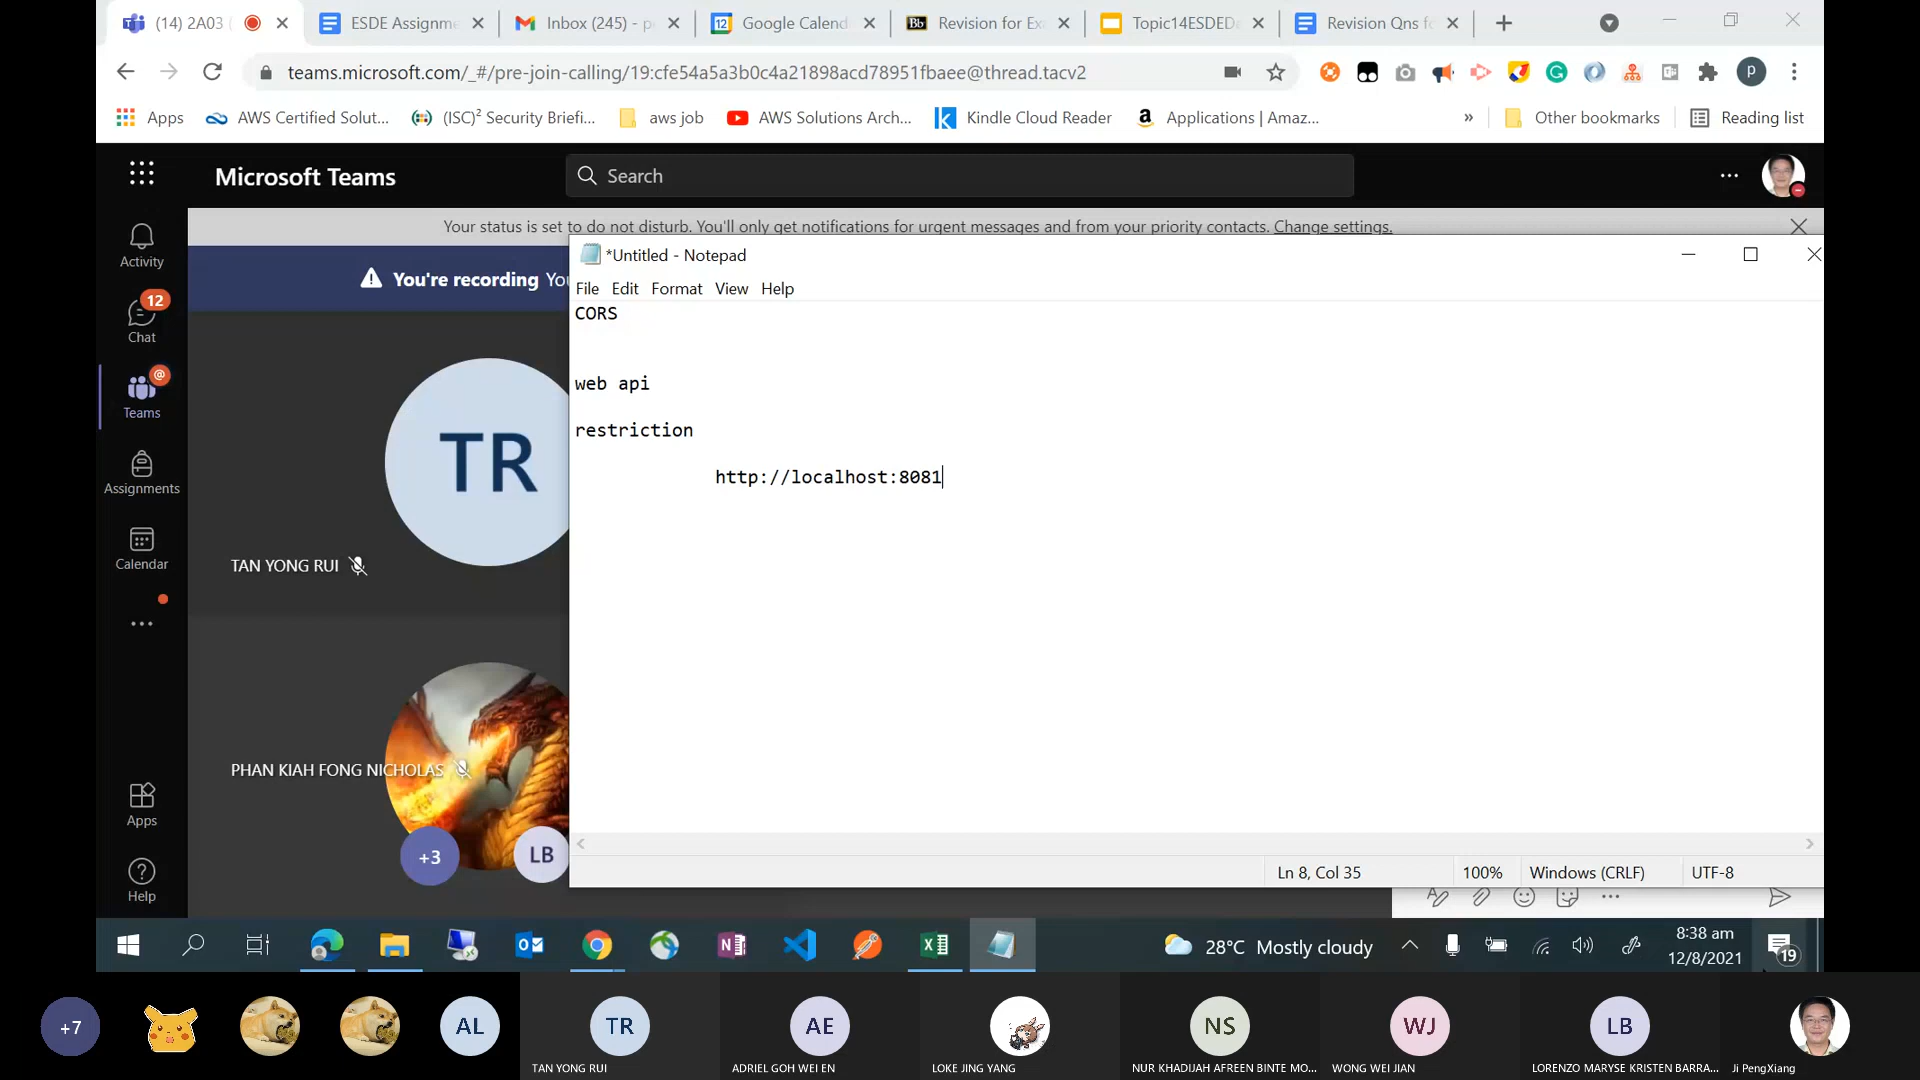 (14) 2A03 (
ESDE Assignme
Inbox (245) - p
Google Calend
Revision for Ex
Topic14ESDED
Revision Qns f
teams.microsoft.com/_#/pre-join-calling/19:cfe54a5a3b0c4a21898acd78951fbaee@thread.tacv2
P
Apps
AWS Certified Solut...
(ISC)² Security Briefi...
aws job
AWS Solutions Arch...
Kindle Cloud Reader
Applications | Amaz...
»
Other bookmarks
Reading list
Microsoft Teams
Search
Your status is set to do not disturb. You'll only get notifications for urgent messages and from your priority contacts. Change settings.
Activity
12
Chat
@
Teams
Assignments
Calendar
Apps
Help
You're recording
TR
TAN YONG RUI
PHAN KIAH FONG NICHOLAS
+3
LB
*Untitled - Notepad
File Edit Format View Help
CORS
web api
restriction
http://localhost:8081
Ln 8, Col 35
100%
Windows (CRLF)
UTF-8
28°C Mostly cloudy
8:38 am
12/8/2021
19
+7
AL
TR
AE
NS
WJ
LB
TAN YONG RUI
ADRIEL GOH WEI EN
LOKE JING YANG
NUR KHADIJAH AFREEN BINTE MO...
WONG WEI JIAN
LORENZO MARYSE KRISTEN BARRA...
Ji PengXiang